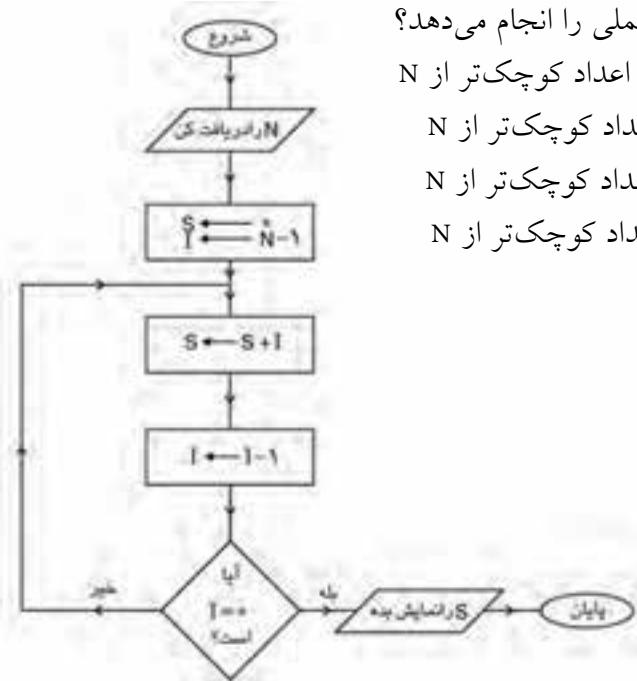 ملی را انجام می‌دهد؟
اعداد کوچک‌تر از N
داد کوچک‌تر از N
داد کوچک‌تر از N
داد کوچک‌تر از N
شروع
N را دریافت کن
S ← ۰
I ← N-۱
S ← S+I
I ← I-۱
آیا
I=۰
است؟
خیر
بله
S را نمایش بده
پایان